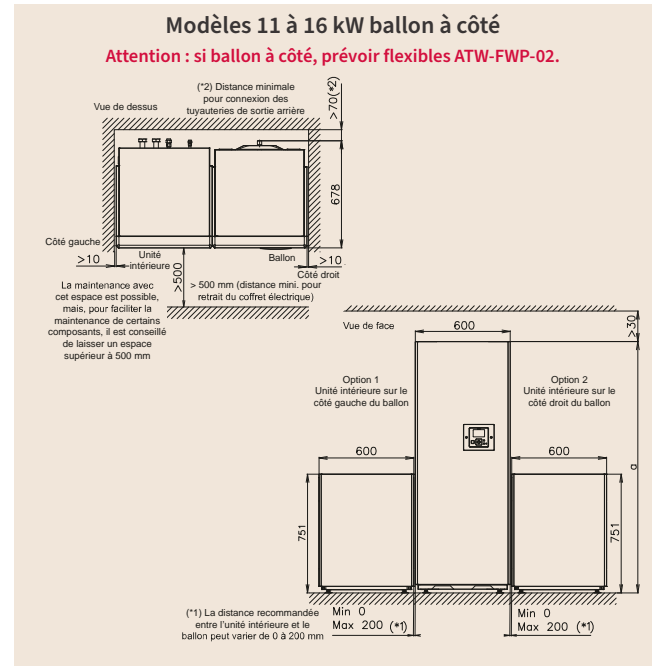 Modèles 11 à 16 kW ballon à côté
Attention : si ballon à côté, prévoir flexibles ATW-FWP-02.
Vue de dessus
(*2) Distance minimale
pour connexion des
tuyauteries de sortie arrière
>70(*2)
678
Côté gauche
>10
Unité
intérieure
>500
Ballon
>10
Côté droit
La maintenance avec
cet espace est possible,
mais, pour faciliter la
maintenance de certains
composants, il est conseillé
de laisser un espace
supérieur à 500 mm
> 500 mm (distance mini. pour
retrait du coffret électrique)
Vue de face
600
>30
Option 1
Unité intérieure sur le
côté gauche du ballon
Option 2
Unité intérieure sur le
côté droit du ballon
600
600
a
751
751
(*1) La distance recommandée
entre l'unité intérieure et le
ballon peut varier de 0 à 200 mm
Min 0
Max 200 (*1)
Min 0
Max 200 (*1)